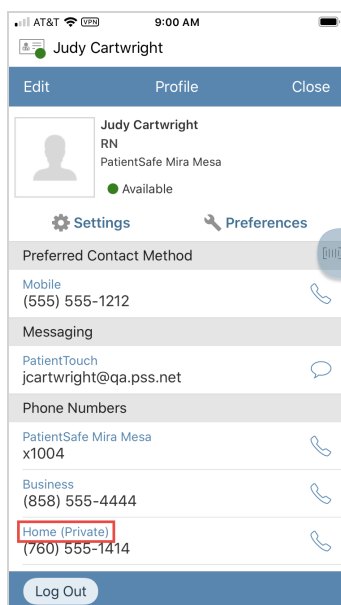 AT&T VPN 9:00 AM
Judy Cartwright
Edit Profile Close
Judy Cartwright
RN
PatientSafe Mira Mesa
Available
Settings Preferences
Preferred Contact Method
Mobile
(555) 555-1212
Messaging
PatientTouch
jcartwright@qa.pss.net
Phone Numbers
PatientSafe Mira Mesa
x1004
Business
(858) 555-4444
Home (Private)
(760) 555-1414
Log Out